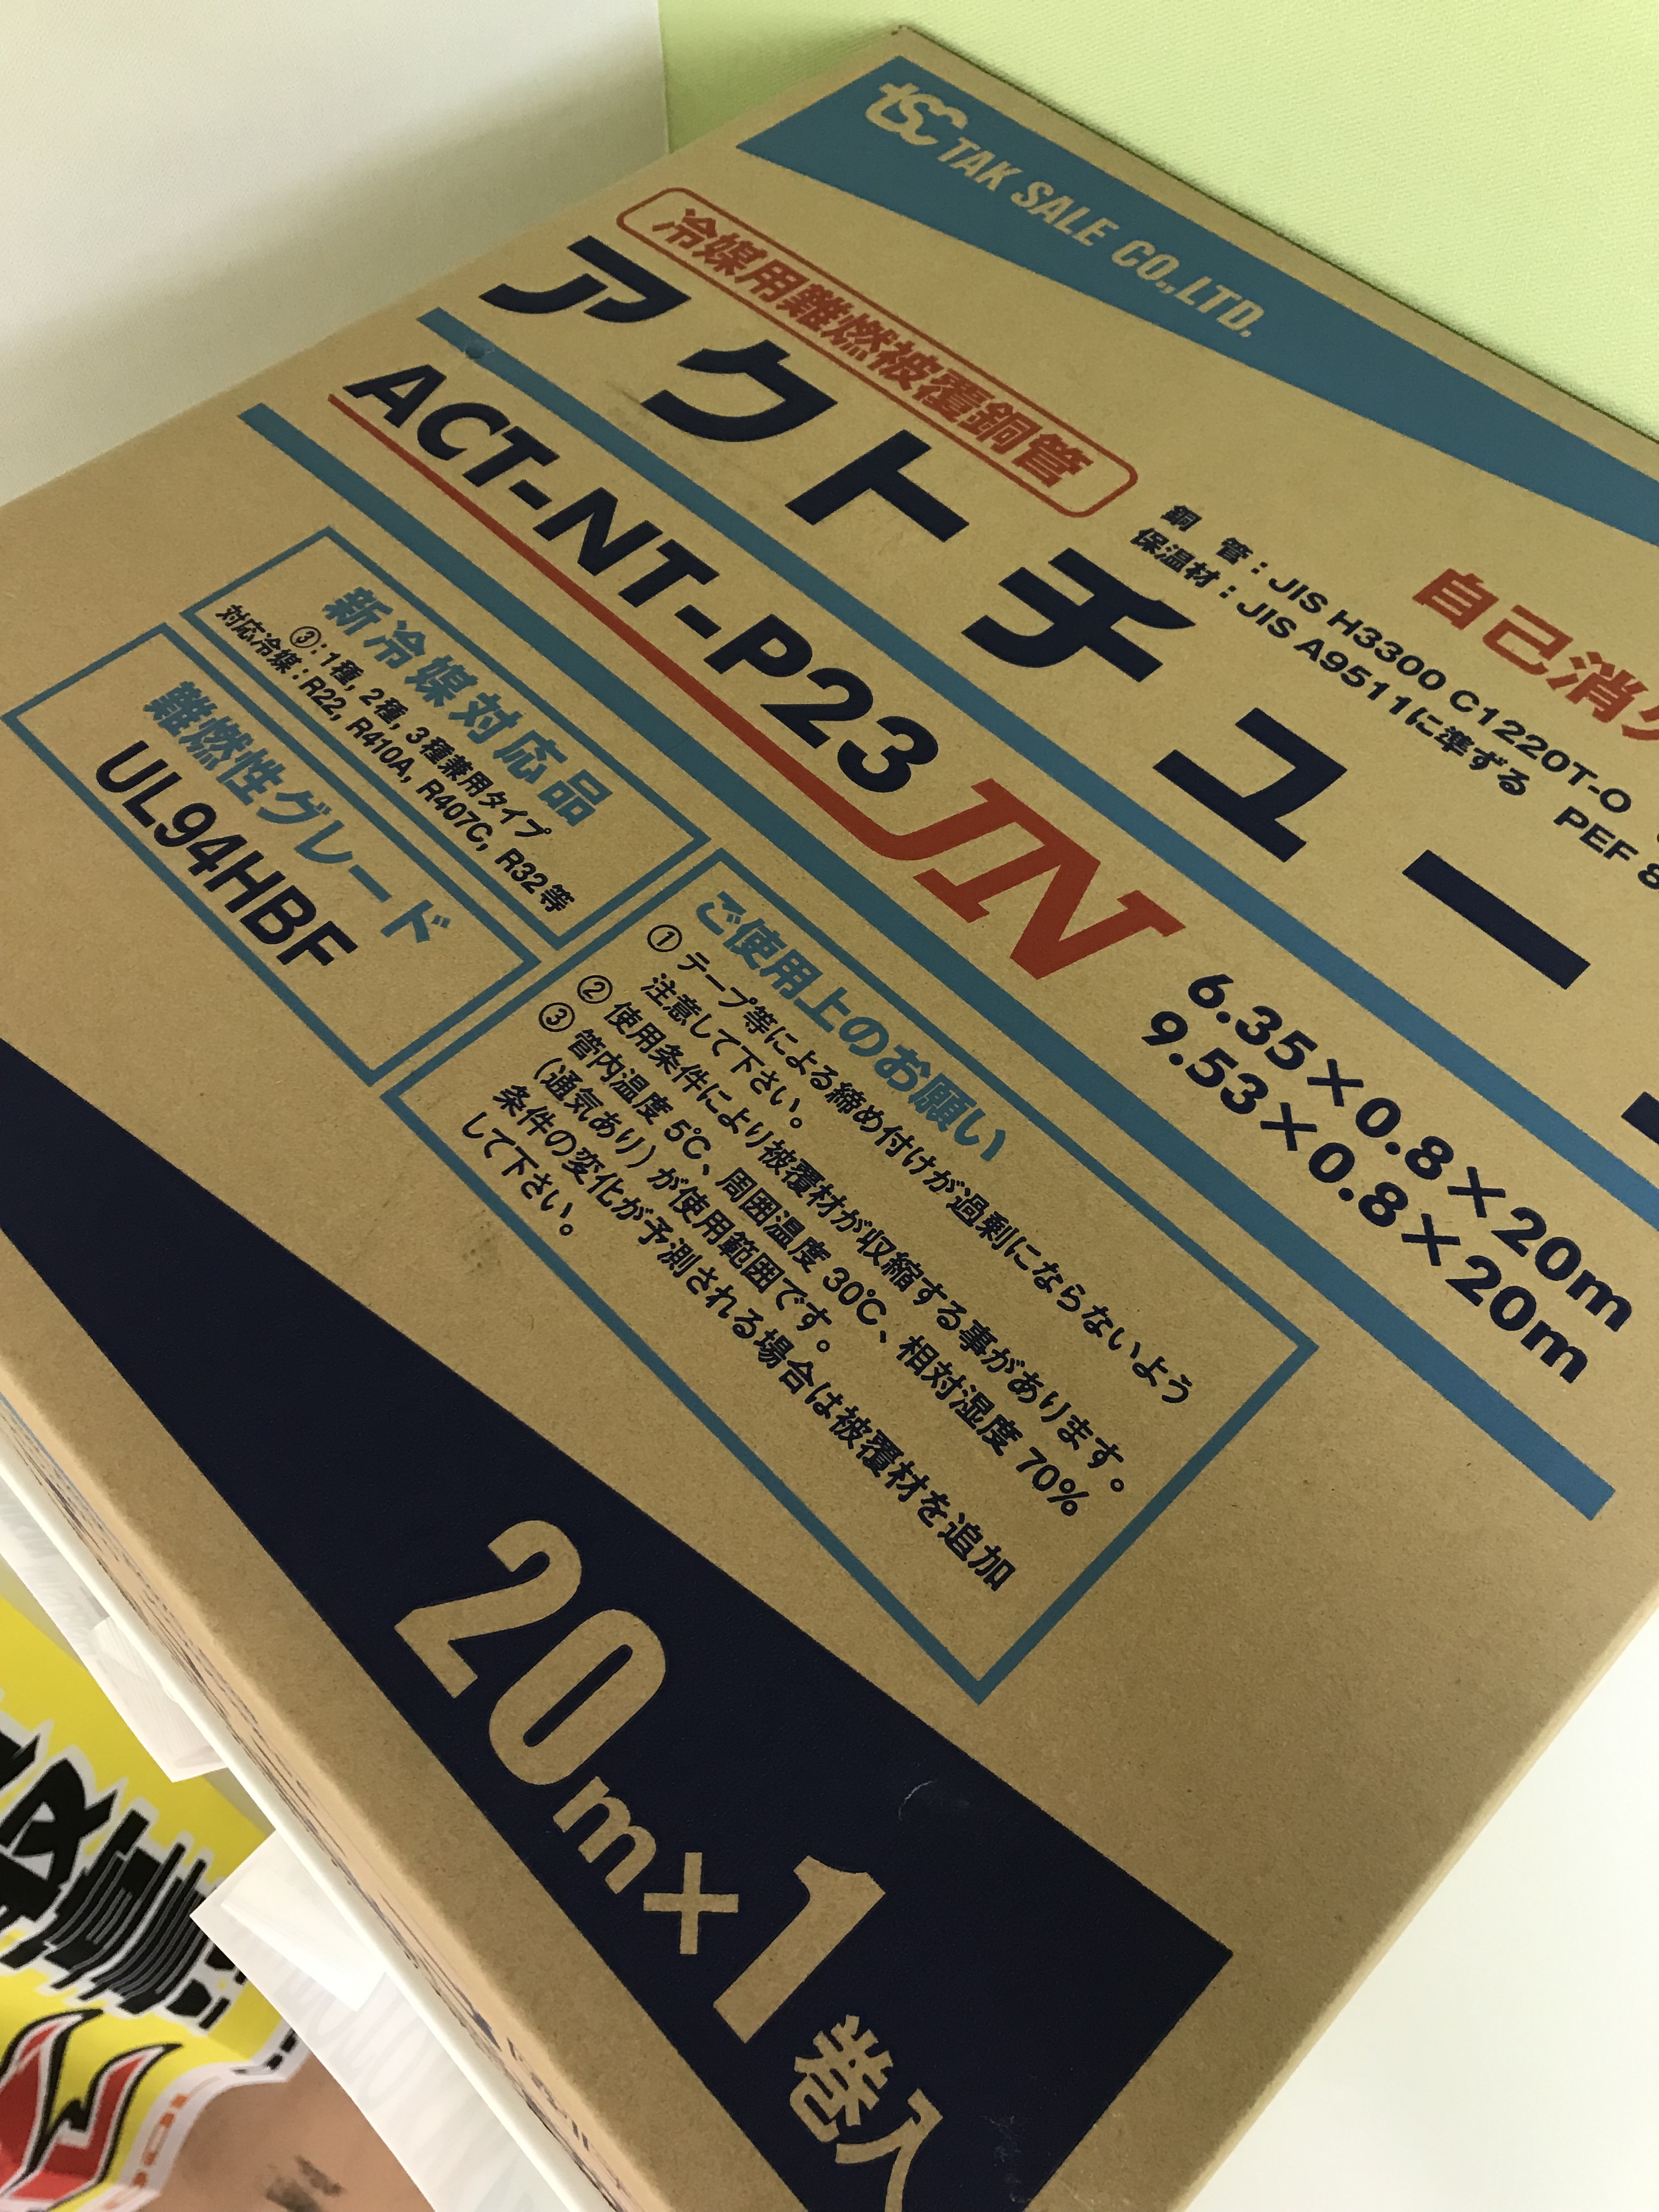 tsc TAK SALE CO.,LTD.
冷媒用難燃被覆銅管
アクトチュー
自己消
銅 管：JIS H3300 C1220T-O
保温材：JIS A9511に準ずる PEF
ACT-NT-P23 JIN
6.35×0.8×20m
9.53×0.8×20m
新冷媒対応品
③：1種, 2種, 3種兼用タイプ
対応冷媒：R22, R410A, R407C, R32等
難燃性グレード
UL94HBF
ご使用上のお願い
① テープ等による締め付けが過剰にならないよう
注意して下さい。
② 使用条件により被覆材が収縮する事があります。
③ 管内温度 5℃、周囲温度 30℃、相対湿度 70%
(通気あり) が使用範囲です。
条件の変化が予測される場合は被覆材を追加
して下さい。
20m×1巻入